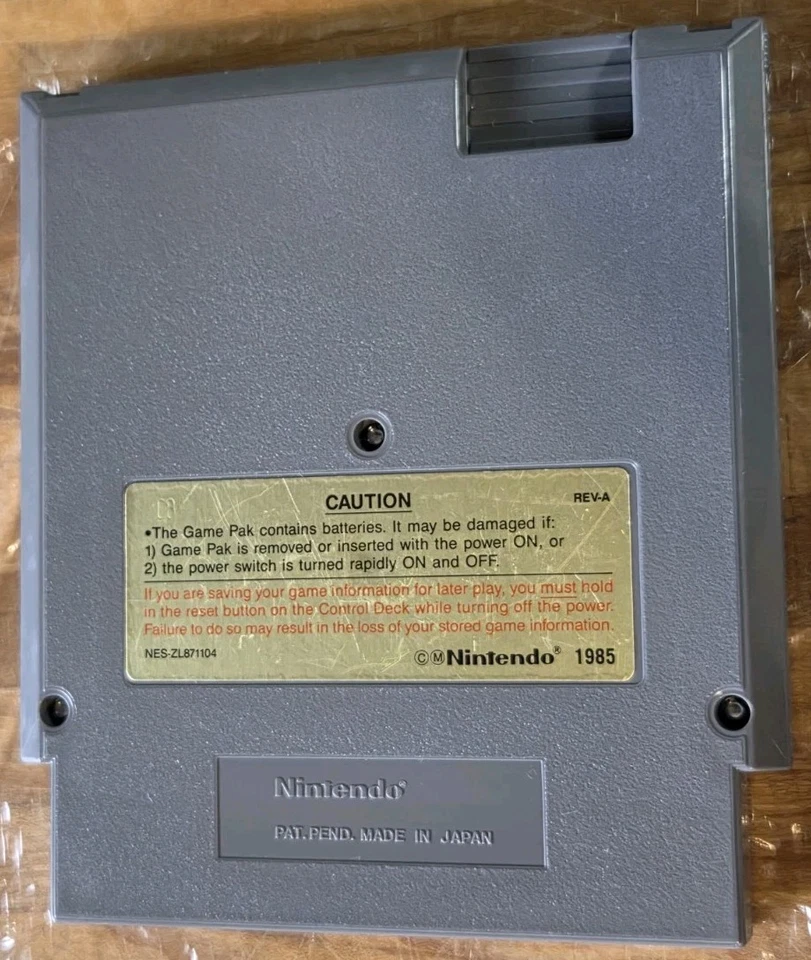 CAUTION REV-A
•The Game Pak contains batteries. It may be damaged if:
1) Game Pak is removed or inserted with the power ON, or
2) the power switch is turned rapidly ON and OFF.
If you are saving your game information for later play, you must hold
in the reset button on the Control Deck while turning off the power.
Failure to do so may result in the loss of your stored game information.
NES-ZL871104 ©Ⓜ Nintendo® 1985
Nintendo®
PAT. PEND. MADE IN JAPAN